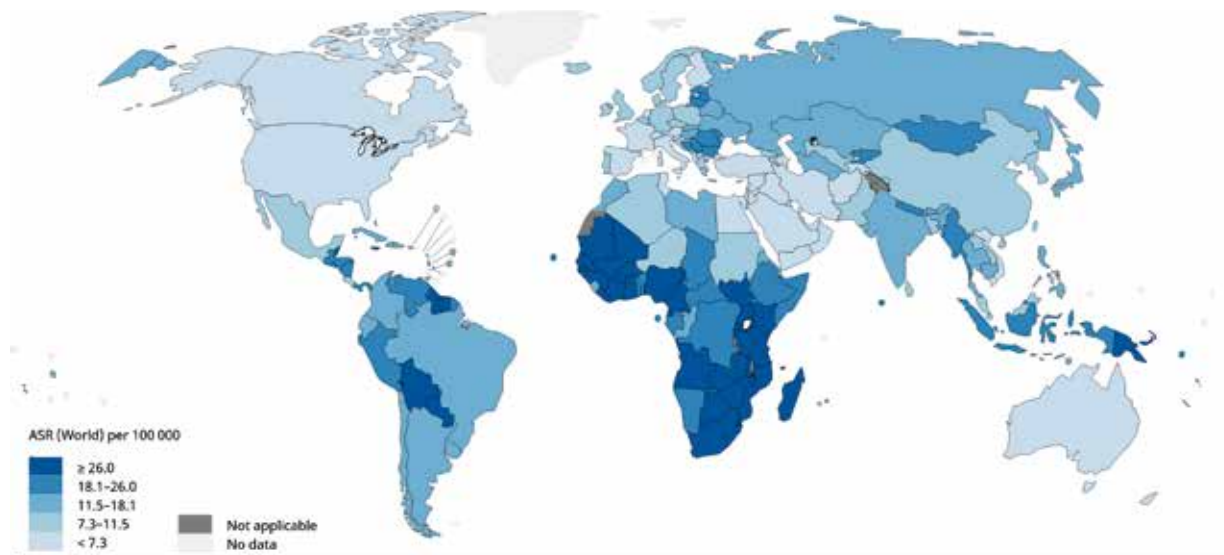 ASR (World) per 100 000
≥ 26.0
18.1–26.0
11.5–18.1
7.3–11.5
< 7.3
Not applicable
No data